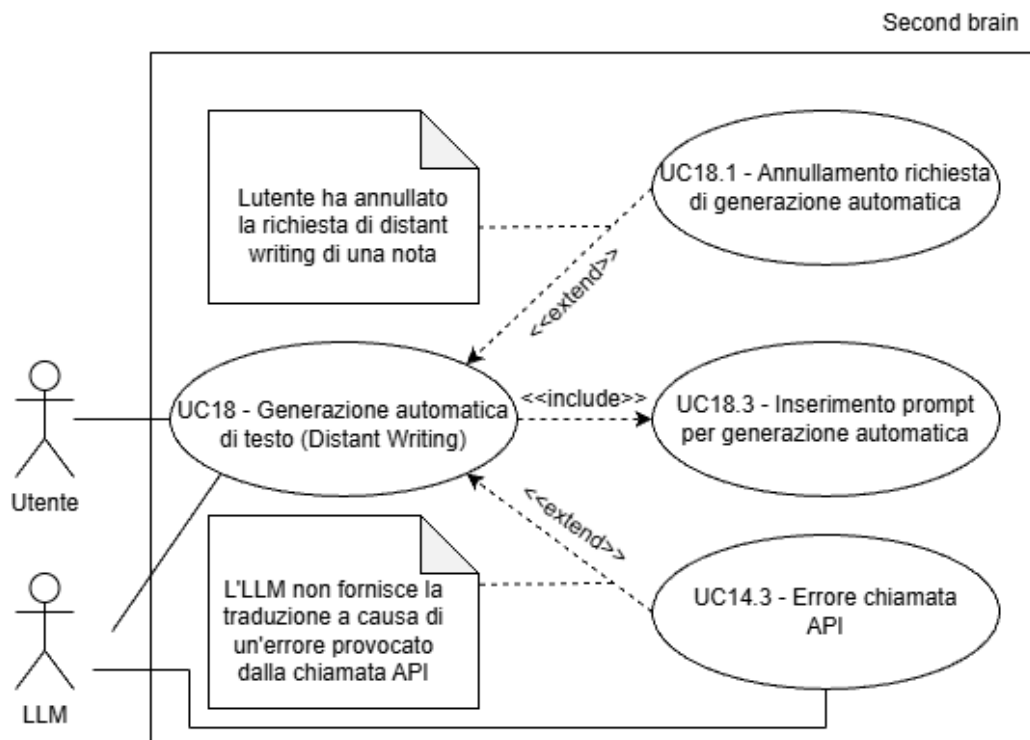 Second brain
Lutente ha annullato
la richiesta di distant
writing di una nota
UC18.1 - Annullamento richiesta
di generazione automatica
<<extend>>
Utente
UC18 - Generazione automatica
di testo (Distant Writing)
<<include>>
UC18.3 - Inserimento prompt
per generazione automatica
<<extend>>
LLM
L'LLM non fornisce la
traduzione a causa di
un'errore provocato
dalla chiamata API
UC14.3 - Errore chiamata
API